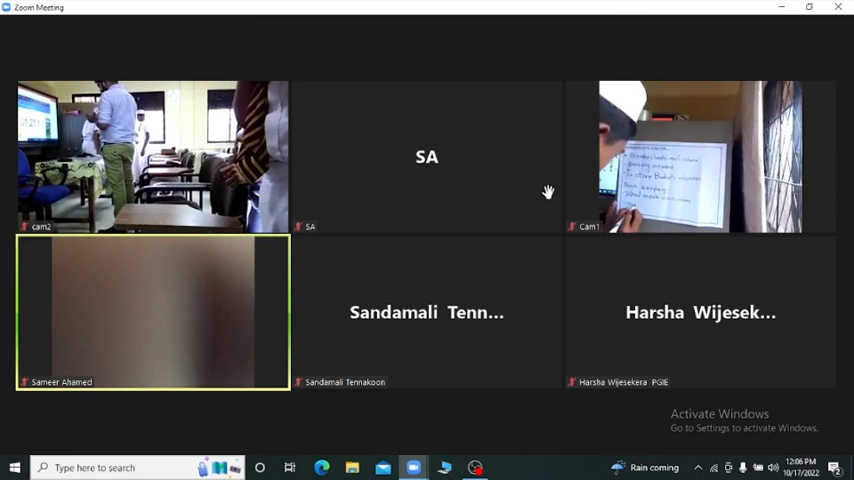 Zoom Meeting
cam2
SA
SA
Cam1
Sameer Ahamed
Sandamali Tenn...
Sandamali Tennakoon
Harsha Wijesek...
Harsha Wijesekera PGIE
Activate Windows
Go to Settings to activate Windows.
Type here to search
Rain coming
12:06 PM
10/17/2022
2